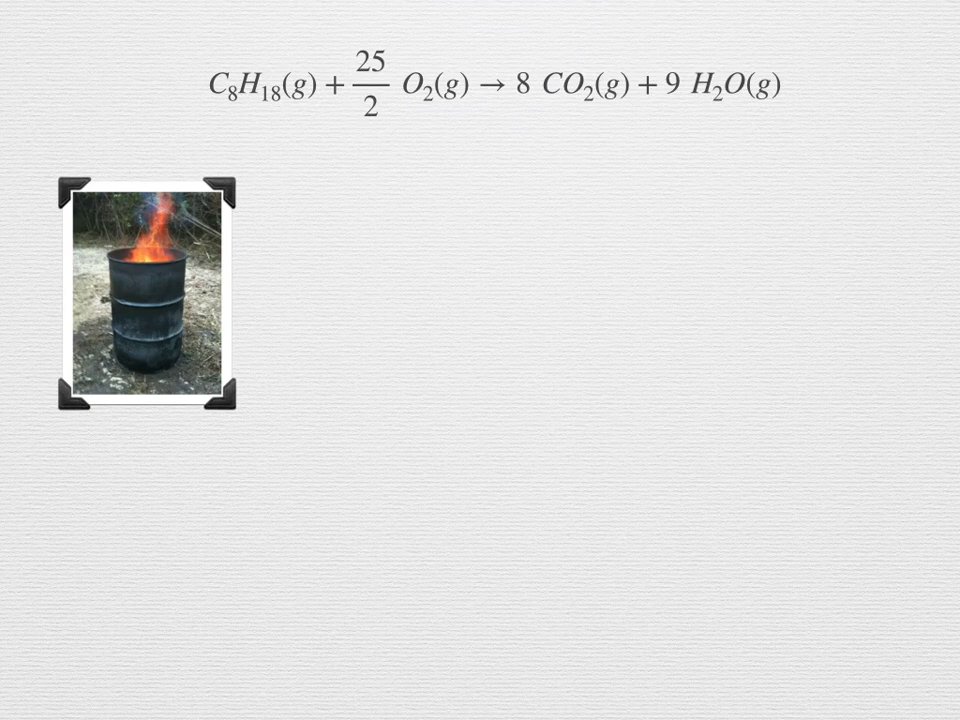 C₈H₁₈(g) + 25/2 O₂(g) → 8 CO₂(g) + 9 H₂O(g)